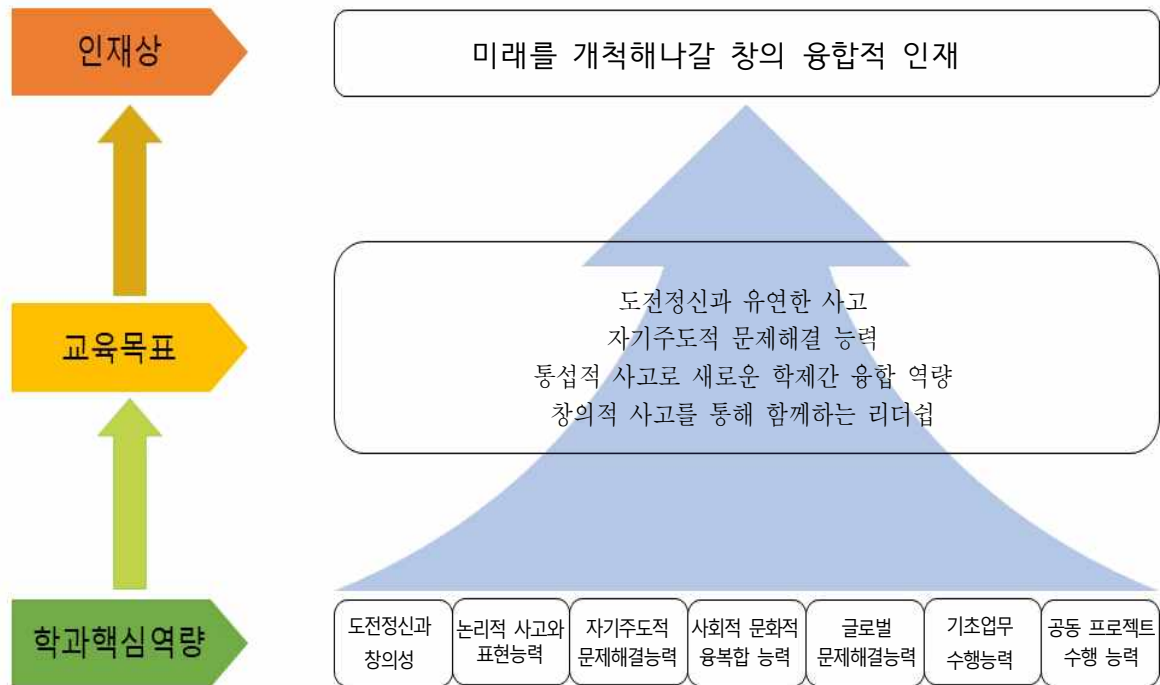 인재상
미래를 개척해나갈 창의 융합적 인재
교육목표
도전정신과 유연한 사고
자기주도적 문제해결 능력
통섭적 사고로 새로운 학제간 융합 역량
창의적 사고를 통해 함께하는 리더쉽
학과핵심역량
도전정신과
창의성
논리적 사고와
표현능력
자기주도적
문제해결능력
사회적 문화적
융복합 능력
글로벌
문제해결능력
기초업무
수행능력
공동 프로젝트
수행 능력